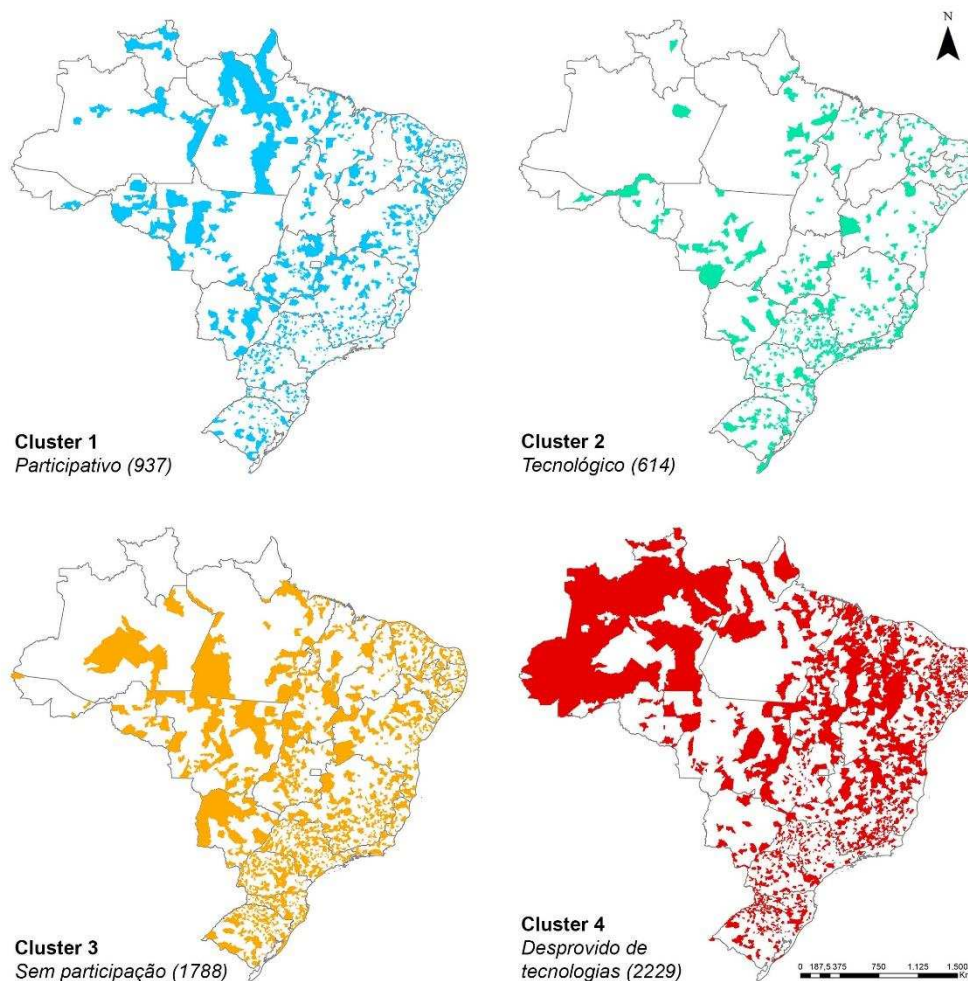 N
Cluster 1
Participativo (937)
Cluster 2
Tecnológico (614)
Cluster 3
Sem participação (1788)
Cluster 4
Desprovido de
tecnologias (2229)
0 187,5 375 750 1.125 1.500
Km